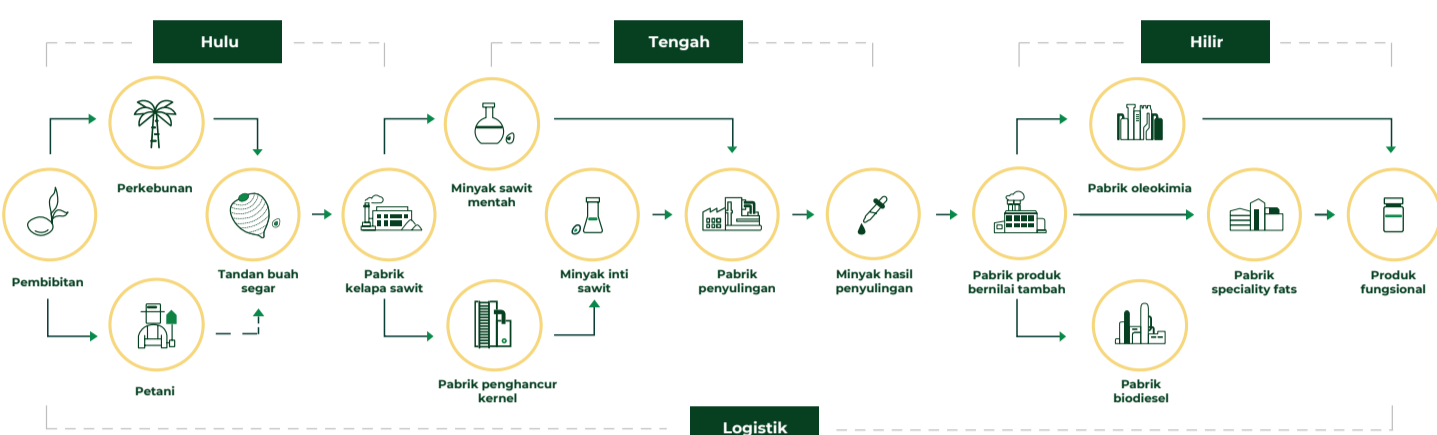 Hulu
Tengah
Hilir
Perkebunan
Minyak sawit
mentah
Pabrik oleokimia
Pembibitan
Tandan buah
segar
Pabrik
kelapa sawit
Minyak inti
sawit
Pabrik
penyulingan
Minyak hasil
penyulingan
Pabrik produk
bernilai tambah
Pabrik
speciality fats
Produk
fungsional
Petani
Pabrik penghancur
kernel
Pabrik
biodiesel
Logistik